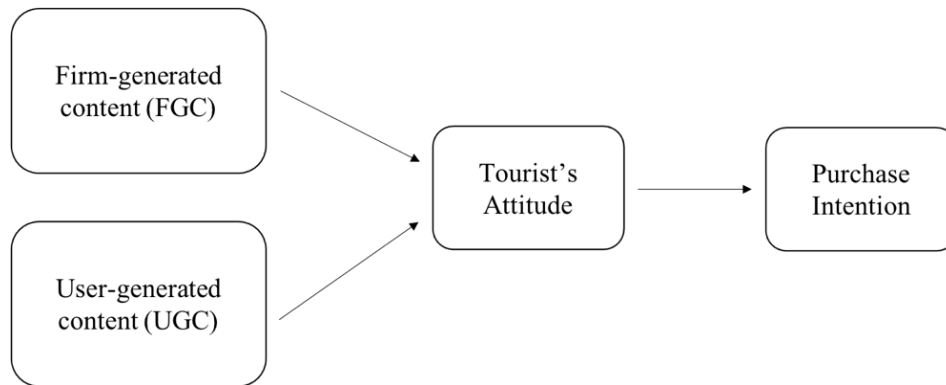 Firm-generated
content (FGC)
Tourist’s
Attitude
Purchase
Intention
User-generated
content (UGC)